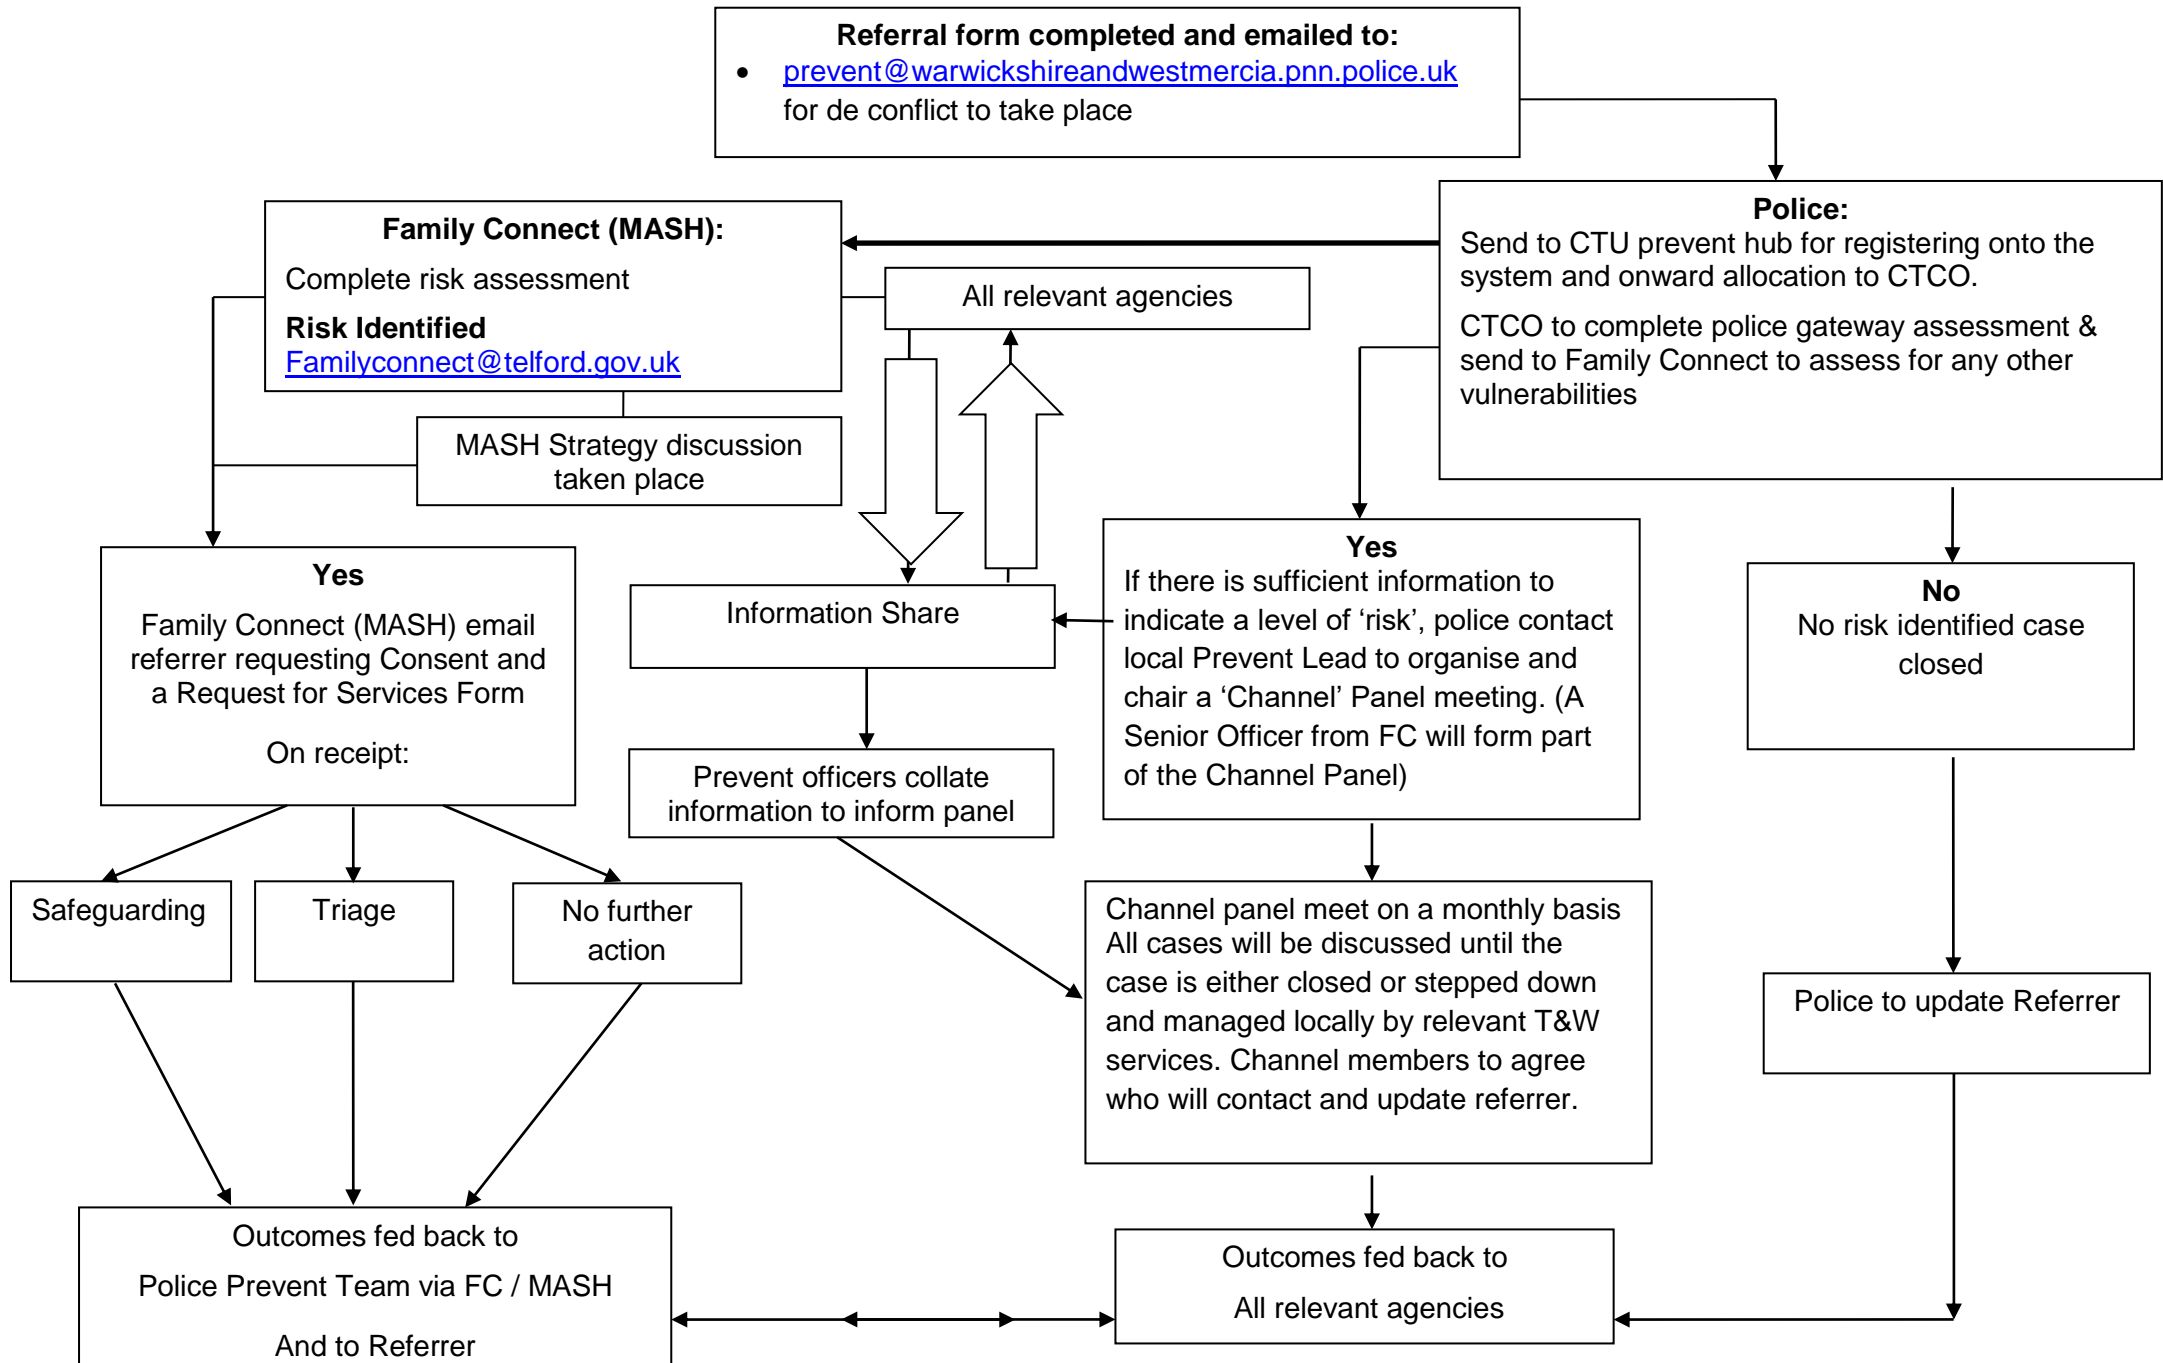 Referral form completed and emailed to:
• prevent@warwickshireandwestmercia.pnn.police.uk
for de conflict to take place
Police:
Send to CTU prevent hub for registering onto the
system and onward allocation to CTCO.
CTCO to complete police gateway assessment &
send to Family Connect to assess for any other
vulnerabilities
Family Connect (MASH):
Complete risk assessment
Risk Identified
Familyconnect@telford.gov.uk
All relevant agencies
MASH Strategy discussion
taken place
Yes
Family Connect (MASH) email
referrer requesting Consent and
a Request for Services Form
On receipt:
Information Share
Yes
If there is sufficient information to
indicate a level of ‘risk’, police contact
local Prevent Lead to organise and
chair a ‘Channel’ Panel meeting. (A
Senior Officer from FC will form part
of the Channel Panel)
No
No risk identified case
closed
Prevent officers collate
information to inform panel
Safeguarding
Triage
No further
action
Channel panel meet on a monthly basis
All cases will be discussed until the
case is either closed or stepped down
and managed locally by relevant T&W
services. Channel members to agree
who will contact and update referrer.
Police to update Referrer
Outcomes fed back to
Police Prevent Team via FC / MASH
And to Referrer
Outcomes fed back to
All relevant agencies